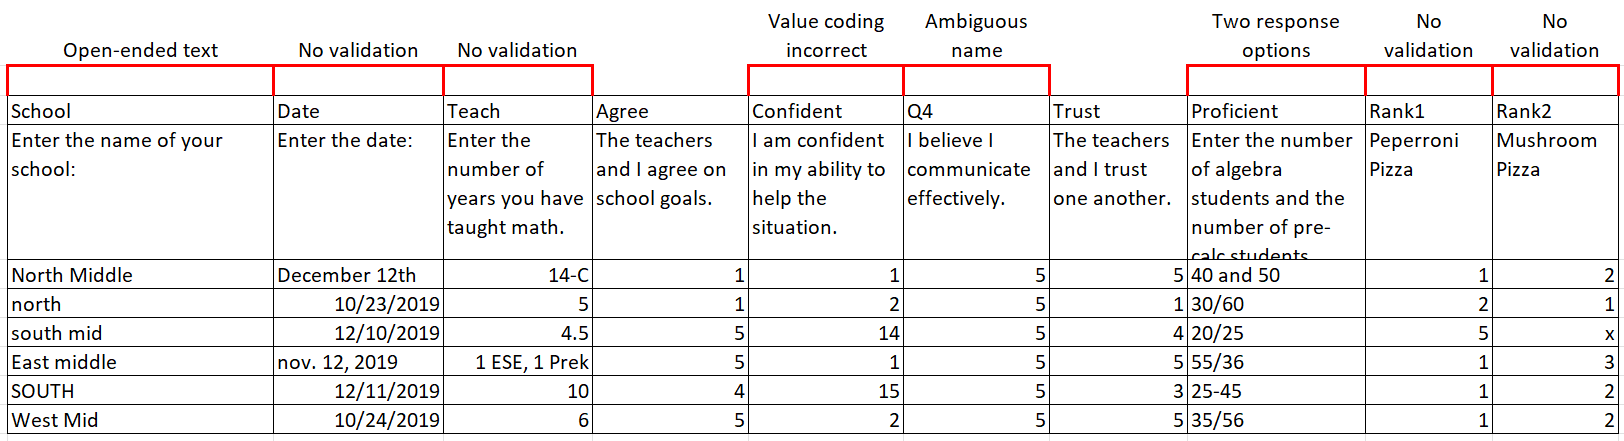 Value coding Ambiguous Two response No No
Open-ended text No validation No validation incorrect name options validation validation
School Date Teach Agree Confident Q4 Trust Proficient Rank1 Rank2
Enter the name of your Enter the date: Enter the The teachers I am confident I believe I The teachers Enter the number Peperroni Mushroom
school: number of and I agree on in my ability to communicate and I trust of algebra Pizza Pizza
years you have school goals. help the effectively. one another. students and the
taught math. situation. number of pre-
calc students
North Middle December 12th 14-C 1 1 5 5 40 and 50 1 2
north 10/23/2019 5 1 2 5 1 30/60 2 1
south mid 12/10/2019 4.5 5 14 5 4 20/25 5 x
East middle nov. 12, 2019 1 ESE, 1 Prek 5 1 5 5 55/36 1 3
SOUTH 12/11/2019 10 4 15 5 3 25-45 1 2
West Mid 10/24/2019 6 5 2 5 5 35/56 1 2